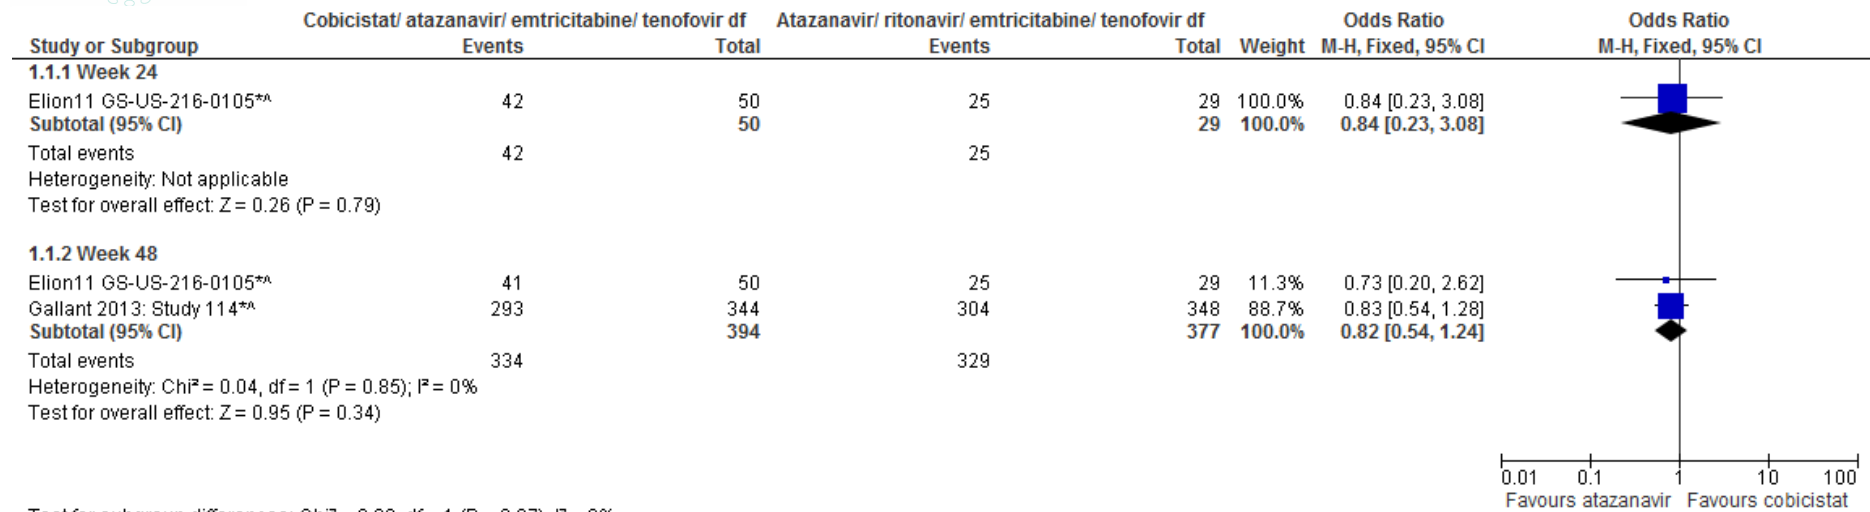 Cobicistat/ atazanavir/ emtricitabine/ tenofovir df Atazanavir/ ritonavir/ emtricitabine/ tenofovir df Odds Ratio Odds Ratio
Study or Subgroup Events Total Events Total Weight M-H, Fixed, 95% CI M-H, Fixed, 95% CI
1.1.1 Week 24
Elion11 GS-US-216-0105*^ 42 50 25 29 100.0% 0.84 [0.23, 3.08]
Subtotal (95% CI) 50 29 100.0% 0.84 [0.23, 3.08]
Total events 42 25
Heterogeneity: Not applicable
Test for overall effect: Z = 0.26 (P = 0.79)
1.1.2 Week 48
Elion11 GS-US-216-0105*^ 41 50 25 29 11.3% 0.73 [0.20, 2.62]
Gallant 2013: Study 114*^ 293 344 304 348 88.7% 0.83 [0.54, 1.28]
Subtotal (95% CI) 394 377 100.0% 0.82 [0.54, 1.24]
Total events 334 329
Heterogeneity: Chi² = 0.04, df = 1 (P = 0.85); I² = 0%
Test for overall effect: Z = 0.95 (P = 0.34)
0.01 0.1 1 10 100
Favours atazanavir Favours cobicistat